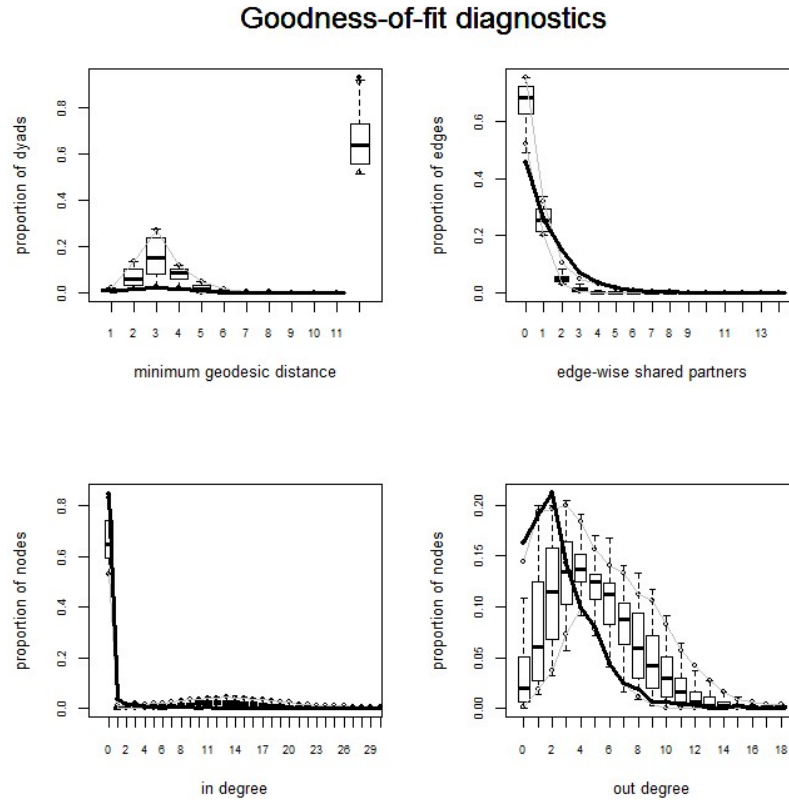 Goodness-of-fit diagnostics
proportion of dyads
0.8
0.6
0.4
0.2
0.0
1 2 3 4 5 6 7 8 9 10 11
minimum geodesic distance
proportion of edges
0.6
0.4
0.2
0.0
0 1 2 3 4 5 6 7 8 9 11 13
edge-wise shared partners
proportion of nodes
0.8
0.6
0.4
0.2
0.0
0 2 4 6 8 11 14 17 20 23 26 29
in degree
proportion of nodes
0.20
0.15
0.10
0.05
0.00
0 2 4 6 8 10 12 14 16 18
out degree